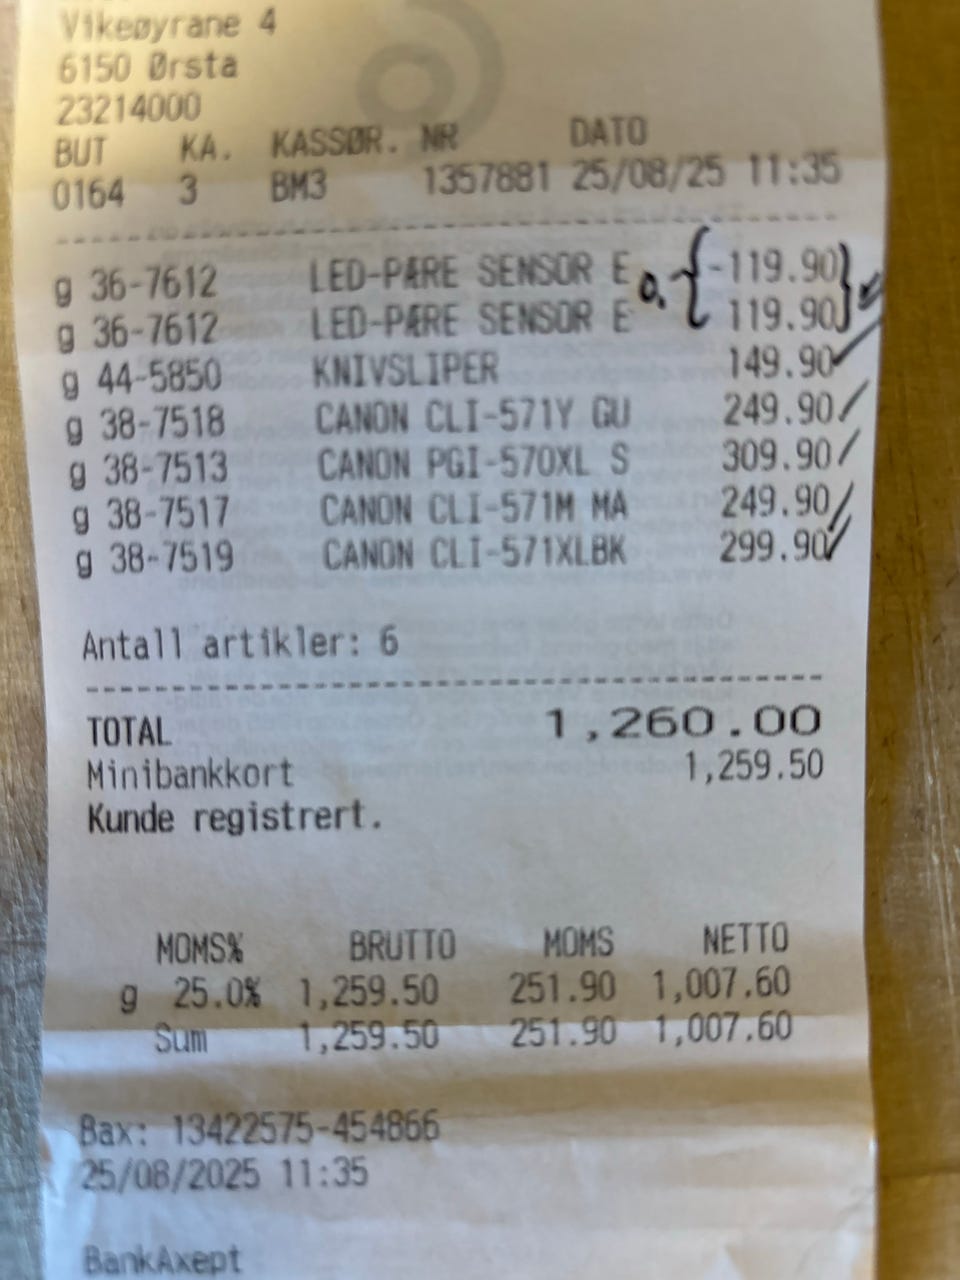 Vikeøyrane 4
6150 Ørsta
23214000
BUT KA. KASSØR. NR DATO
0164 3 BM3 1357881 25/08/25 11:35
g 36-7612 LED-PÆRE SENSOR E 0. { -119.90 }
g 36-7612 LED-PÆRE SENSOR E 119.90
g 44-5850 KNIVSLIPER 149.90
g 38-7518 CANON CLI-571Y GU 249.90
g 38-7513 CANON PGI-570XL S 309.90
g 38-7517 CANON CLI-571M MA 249.90
g 38-7519 CANON CLI-571XLBK 299.90
Antall artikler: 6
TOTAL 1,260.00
Minibankkort 1,259.50
Kunde registrert.
MOMS% BRUTTO MOMS NETTO
g 25.0% 1,259.50 251.90 1,007.60
Sum 1,259.50 251.90 1,007.60
Bax: 13422575-454866
25/08/2025 11:35
BankAxept